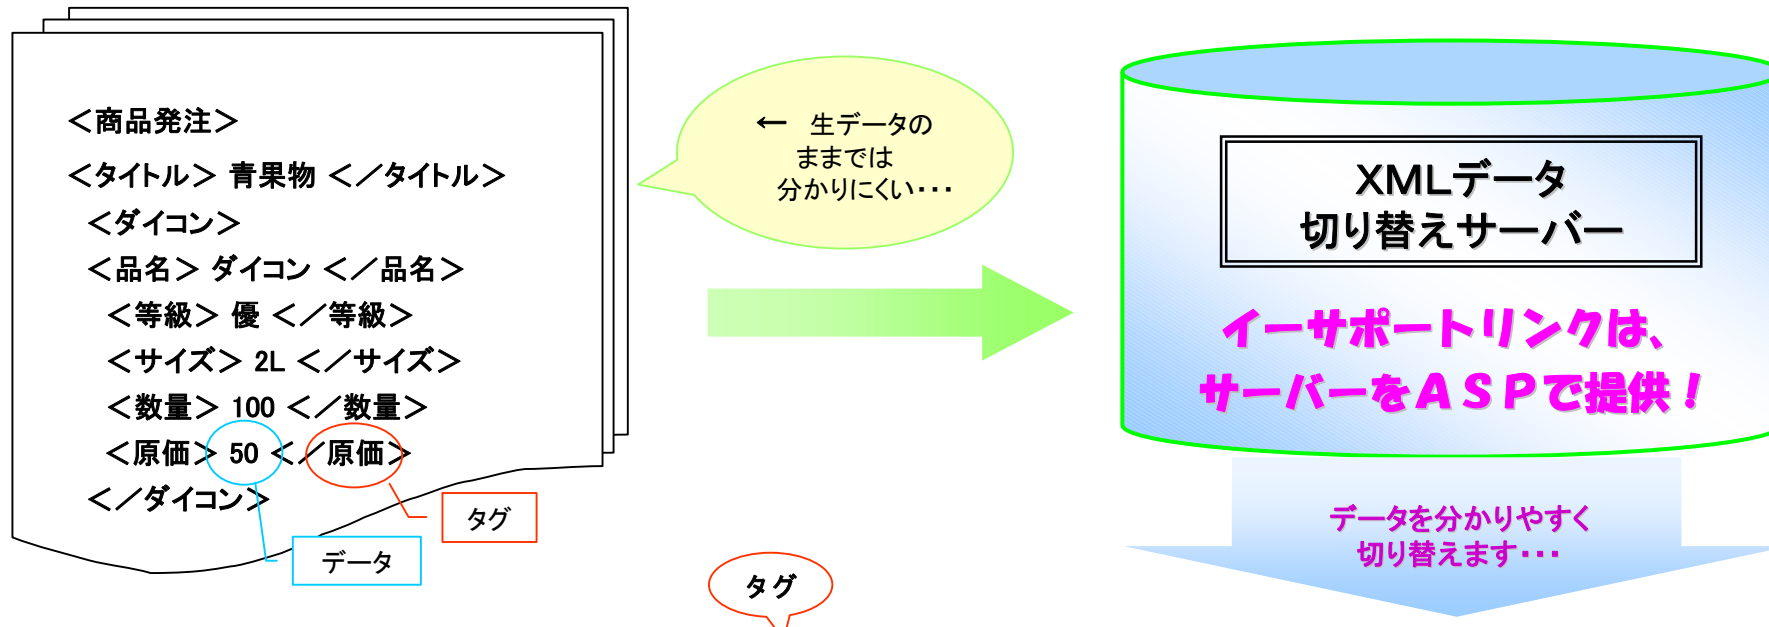 ＜商品発注＞
＜タイトル＞ 青果物 ＜／タイトル＞
＜ダイコン＞
＜品名＞ ダイコン ＜／品名＞
＜等級＞ 優 ＜／等級＞
＜サイズ＞ 2L ＜／サイズ＞
＜数量＞ 100 ＜／数量＞
＜原価＞ 50 ＜／原価＞
＜／ダイコン＞
タグ
データ
← 生データの
ままでは
分かりにくい・・・
タグ
XMLデータ
切り替えサーバー
イーサポートリンクは、
サーバーをＡＳＰで提供！
データを分かりやすく
切り替えます・・・